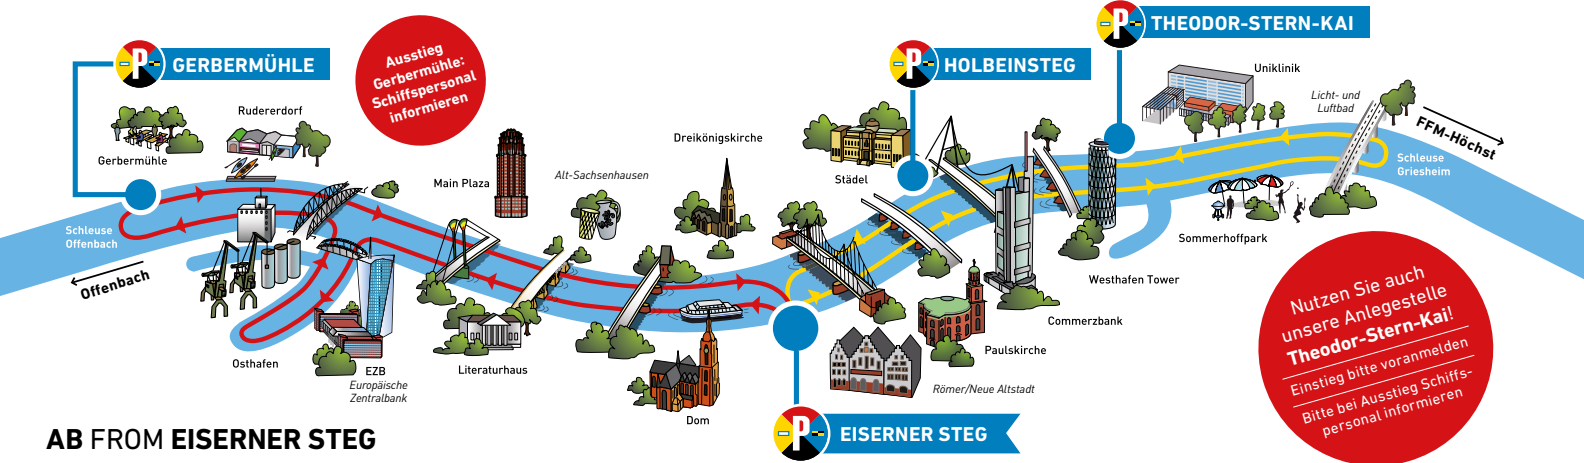 P THEODOR-STERN-KAI
P GERBERMÜHLE
P HOLBEINSTEG
Ausstieg
Gerbermühle:
Schiffspersonal
informieren
Uniklinik
Licht- und
Luftbad
FFM-Höchst
Rudererdorf
Gerbermühle
Dreikönigskirche
Main Plaza
Alt-Sachsenhausen
Städel
Schleuse
Griesheim
Schleuse
Offenbach
Offenbach
Sommerhoffpark
Westhafen Tower
Commerzbank
Paulskirche
Römer/Neue Altstadt
Osthafen
EZB
Europäische
Zentralbank
Literaturhaus
Dom
Nutzen Sie auch
unsere Anlegestelle
Theodor-Stern-Kai!
Einstieg bitte voranmelden
Bitte bei Ausstieg Schiffs-
personal informieren
P EISERNER STEG
AB FROM EISERNER STEG